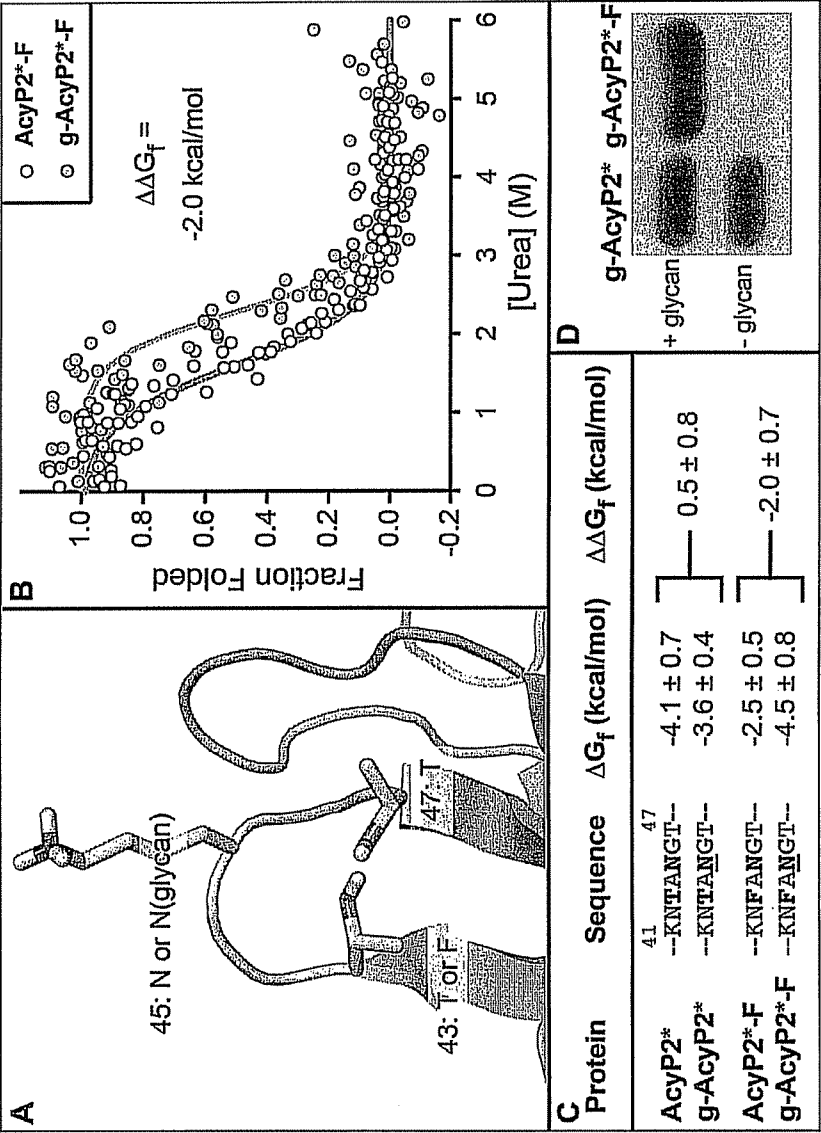 A
45: N or N(glycan)
43: T or F
47: T
B
AcyP2*-F
g-AcyP2*-F
ΔΔG_f =
-2.0 kcal/mol
Fraction Folded
1.0
0.8
0.6
0.4
0.2
0.0
-0.2
0 1 2 3 4 5 6
[Urea] (M)
C
Protein Sequence ΔG_f (kcal/mol) ΔΔG_f (kcal/mol)
41 47
AcyP2* --KNTANGT-- -4.1 ± 0.7
g-AcyP2* --KNTANGT-- -3.6 ± 0.4
0.5 ± 0.8
AcyP2*-F --KNFANGT-- -2.5 ± 0.5
g-AcyP2*-F --KNFANGT-- -4.5 ± 0.8
-2.0 ± 0.7
D
g-AcyP2* g-AcyP2*-F
+ glycan
- glycan